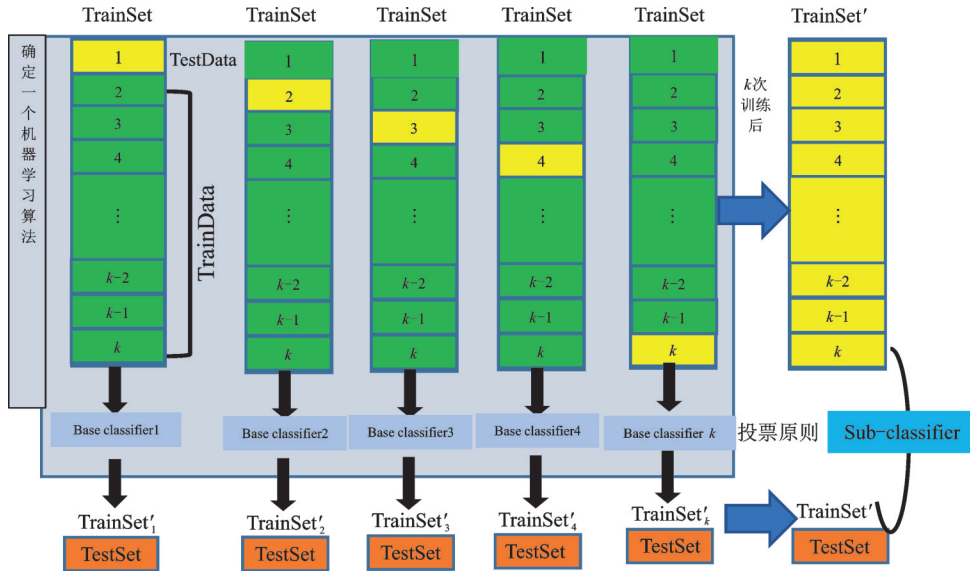 TrainSet
TrainSet
TrainSet
TrainSet
TrainSet
TrainSet′
确定一个机器学习算法
1
2
3
4
⋮
k−2
k−1
k
TestData
TrainData
1
2
3
4
⋮
k−2
k−1
k
1
2
3
4
⋮
k−2
k−1
k
1
2
3
4
⋮
k−2
k−1
k
1
2
3
4
⋮
k−2
k−1
k
k次
训练
后
1
2
3
4
⋮
k−2
k−1
k
Base classifier1
Base classifier2
Base classifier3
Base classifier4
Base classifier k
投票原则
Sub-classifier
TrainSet′₁
TrainSet′₂
TrainSet′₃
TrainSet′₄
TrainSet′ₖ
TrainSet′
TestSet
TestSet
TestSet
TestSet
TestSet
TestSet